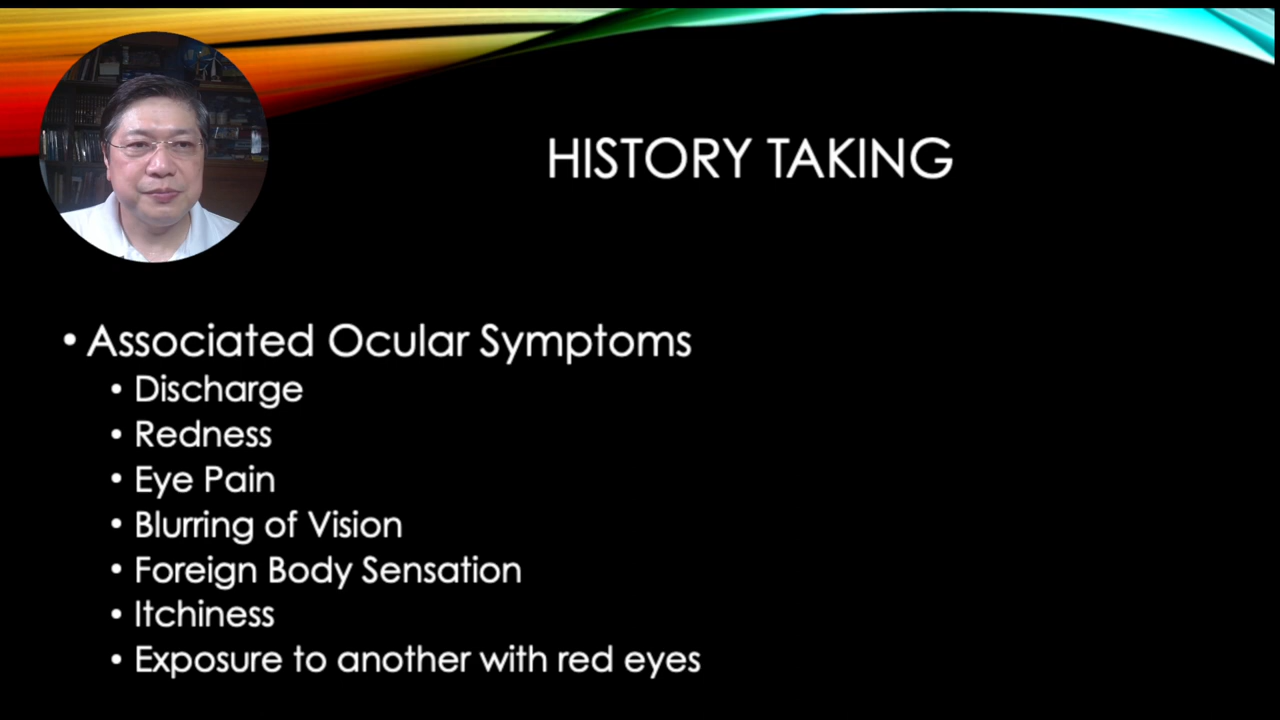 HISTORY TAKING
• Associated Ocular Symptoms
• Discharge
• Redness
• Eye Pain
• Blurring of Vision
• Foreign Body Sensation
• Itchiness
• Exposure to another with red eyes